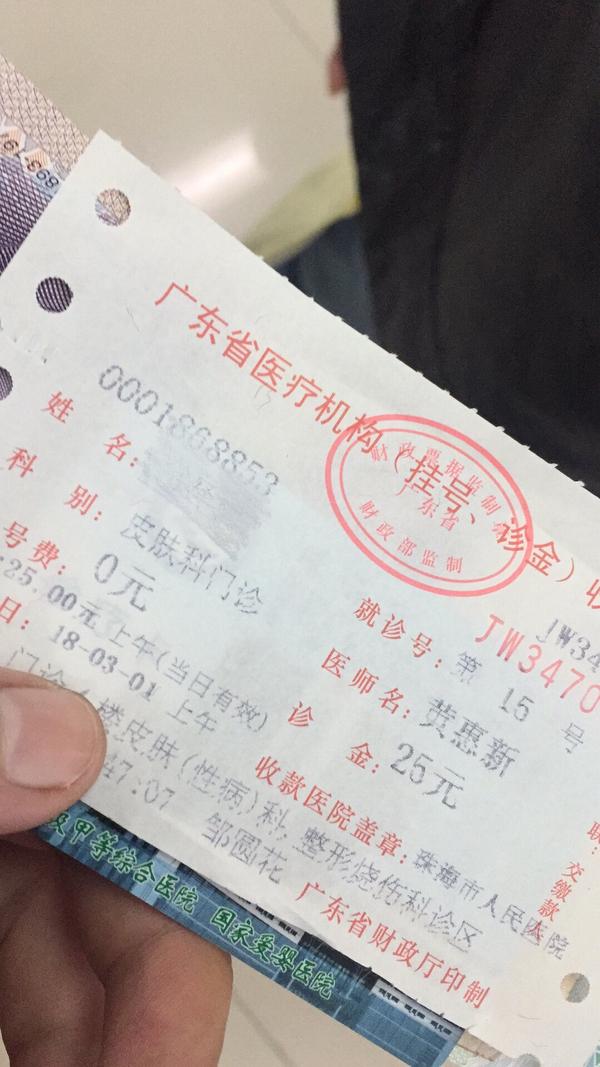 广东省医疗机构（挂号、诊金）收
财政票据监制
广东省
财政部监制
JW34
0001868853
JW3470
姓 名:
就诊号: 第 15 号
科 别: 皮肤科门诊
医师名: 黄惠新
号费: 0元
诊 金: 25元
25.00元 上午(当日有效)
收款医院盖章: 珠海市人民医院
日: 18-03-01 上午
门诊4楼皮肤(性病)科,整形烧伤科诊区
47:07 邹圆花
广东省财政厅印制
交缴款
甲等综合医院 国家爱婴医院